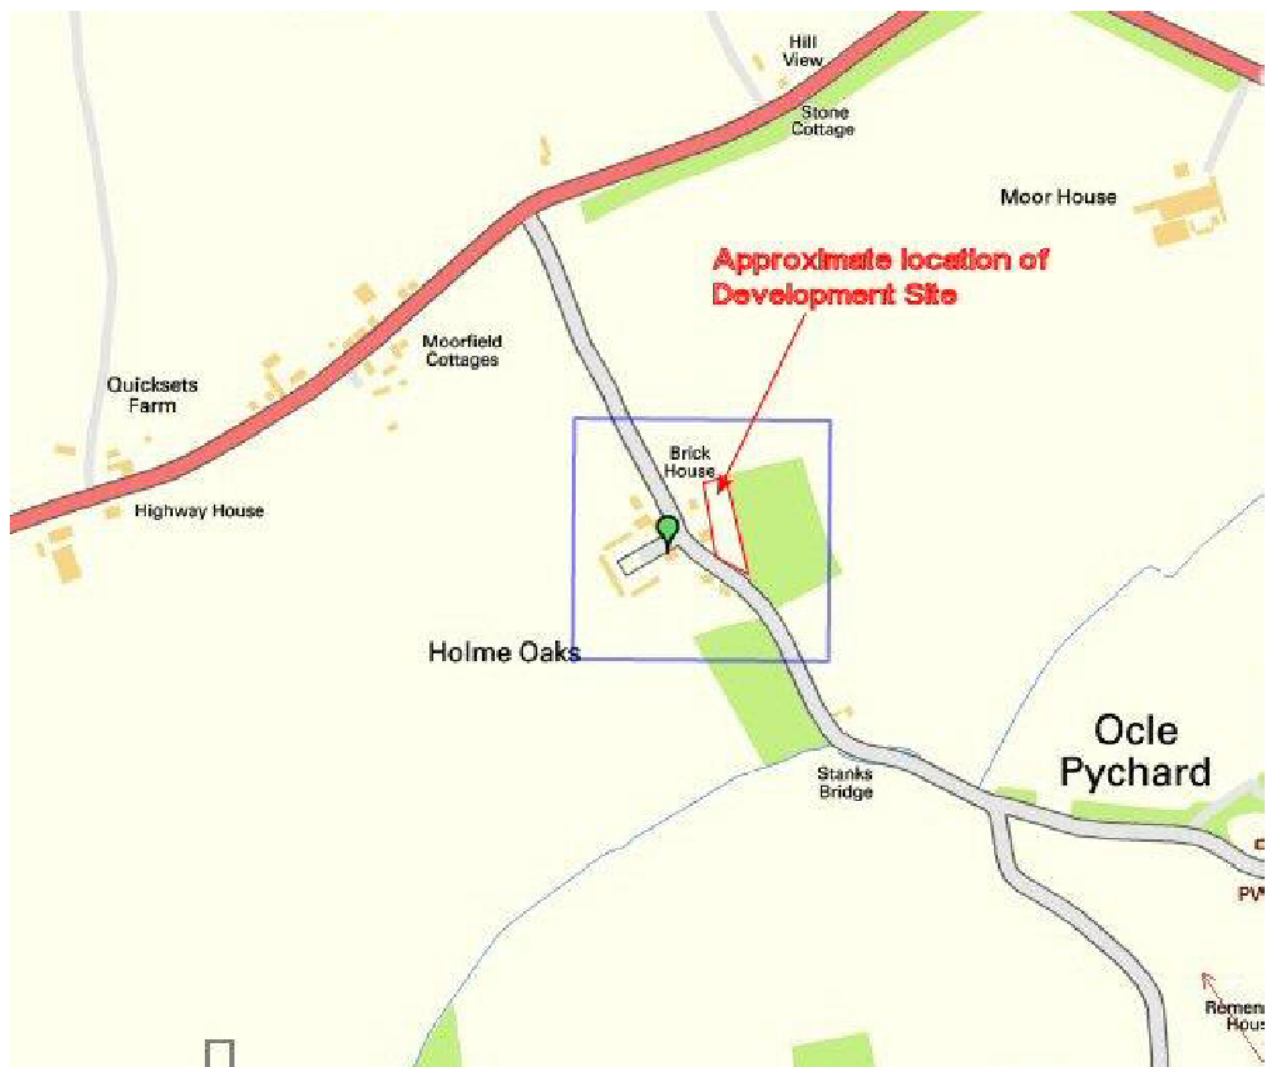 Hill
View
Stone
Cottage
Moor House
Approximate location of
Development Site
Moorfield
Cottages
Quicksets
Farm
Brick
House
Highway House
Holme Oaks
Ocle
Pychard
Stanks
Bridge
PW